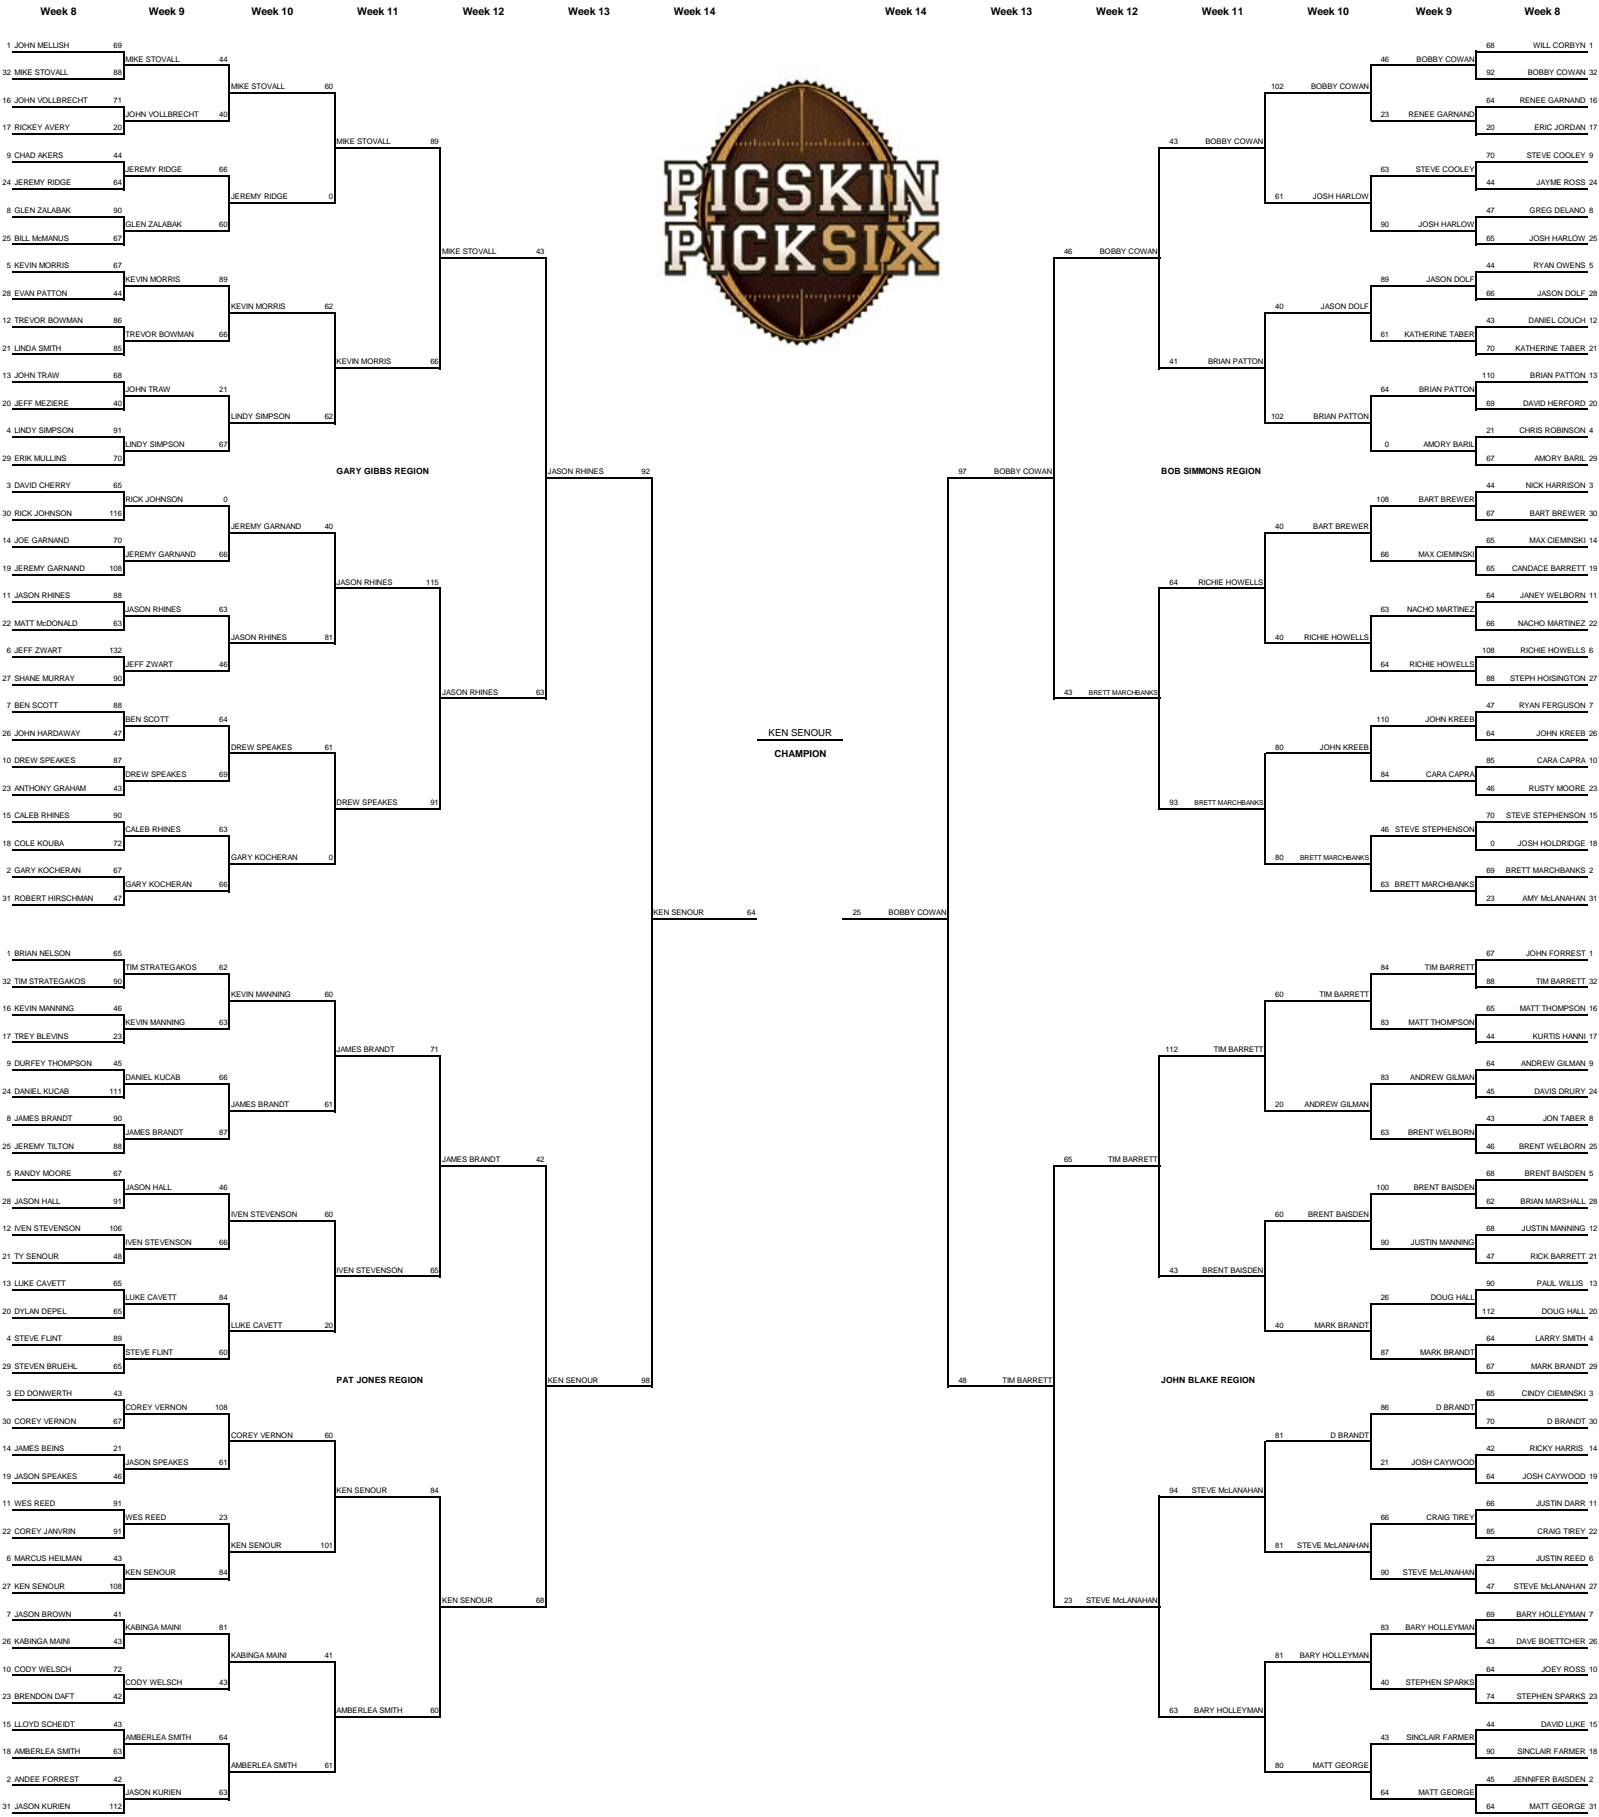 Week 8 Week 9 Week 10 Week 11 Week 12 Week 13 Week 14 Week 14 Week 13 Week 12 Week 11 Week 10 Week 9 Week 8
1 JOHN MELLISH 69
32 MIKE STOVALL 88
16 JOHN VOLLBRECHT 71
17 RICKEY AVERY 20
9 CHAD AKERS 44
24 JEREMY RIDGE 64
8 GLEN ZALABAK 90
25 BILL McMANUS 67
5 KEVIN MORRIS 67
28 EVAN PATTON 44
12 TREVOR BOWMAN 86
21 LINDA SMITH 85
13 JOHN TRAW 68
20 JEFF MEZIERE 40
4 LINDY SIMPSON 91
29 ERIK MULLINS 70
3 DAVID CHERRY 65
30 RICK JOHNSON 116
14 JOE GARNAND 70
19 JEREMY GARNAND 108
11 JASON RHINES 88
22 MATT McDONALD 63
6 JEFF ZWART 132
27 SHANE MURRAY 90
7 BEN SCOTT 88
26 JOHN HARDAWAY 47
10 DREW SPEAKES 87
23 ANTHONY GRAHAM 43
15 CALEB RHINES 90
18 COLE KOUBA 72
2 GARY KOCHERAN 67
31 ROBERT HIRSCHMAN 47
1 BRIAN NELSON 65
32 TIM STRATEGAKOS 90
16 KEVIN MANNING 46
17 TREY BLEVINS 23
9 DURFEY THOMPSON 45
24 DANIEL KUCAB 111
8 JAMES BRANDT 90
25 JEREMY TILTON 88
5 RANDY MOORE 67
28 JASON HALL 91
12 IVEN STEVENSON 106
21 TY SENOUR 48
13 LUKE CAVETT 65
20 DYLAN DEPEL 65
4 STEVE FLINT 89
29 STEVEN BRUEHL 65
3 ED DONWERTH 43
30 COREY VERNON 67
14 JAMES BEINS 21
19 JASON SPEAKES 46
11 WES REED 91
22 COREY JANVRIN 91
6 MARCUS HEILMAN 43
27 KEN SENOUR 108
7 JASON BROWN 41
26 KABINGA MAINI 43
10 CODY WELSCH 72
23 BRENDON DAFT 42
15 LLOYD SCHEIDT 43
18 AMBERLEA SMITH 63
2 ANDEE FORREST 42
31 JASON KURIEN 112
MIKE STOVALL 44
JOHN VOLLBRECHT 40
JEREMY RIDGE 66
GLEN ZALABAK 60
KEVIN MORRIS 89
TREVOR BOWMAN 66
JOHN TRAW 21
LINDY SIMPSON 67
RICK JOHNSON 0
JEREMY GARNAND 66
JASON RHINES 63
JEFF ZWART 46
BEN SCOTT 64
DREW SPEAKES 69
CALEB RHINES 63
GARY KOCHERAN 66
TIM STRATEGAKOS 62
KEVIN MANNING 63
DANIEL KUCAB 66
JAMES BRANDT 87
JASON HALL 46
IVEN STEVENSON 66
LUKE CAVETT 84
STEVE FLINT 60
COREY VERNON 108
JASON SPEAKES 61
WES REED 23
KEN SENOUR 84
KABINGA MAINI 81
CODY WELSCH 43
AMBERLEA SMITH 64
JASON KURIEN 63
MIKE STOVALL 60
JEREMY RIDGE 0
KEVIN MORRIS 62
LINDY SIMPSON 62
JEREMY GARNAND 40
JASON RHINES 81
DREW SPEAKES 61
GARY KOCHERAN 0
KEVIN MANNING 60
JAMES BRANDT 61
IVEN STEVENSON 60
LUKE CAVETT 20
COREY VERNON 60
KEN SENOUR 101
KABINGA MAINI 41
AMBERLEA SMITH 61
MIKE STOVALL 89
KEVIN MORRIS 66
GARY GIBBS REGION
JASON RHINES 115
DREW SPEAKES 91
JAMES BRANDT 71
IVEN STEVENSON 65
PAT JONES REGION
KEN SENOUR 84
AMBERLEA SMITH 60
MIKE STOVALL 43
JASON RHINES 63
JAMES BRANDT 42
KEN SENOUR 68
JASON RHINES 92
KEN SENOUR 98
KEN SENOUR 64
PIGSKIN
PICKSIX
KEN SENOUR
CHAMPION
25 BOBBY COWAN
97 BOBBY COWAN
48 TIM BARRETT
46 BOBBY COWAN
43 BRETT MARCHBANKS
65 TIM BARRETT
23 STEVE McLANAHAN
43 BOBBY COWAN
41 BRIAN PATTON
BOB SIMMONS REGION
64 RICHIE HOWELLS
93 BRETT MARCHBANKS
112 TIM BARRETT
43 BRENT BAISDEN
JOHN BLAKE REGION
94 STEVE McLANAHAN
63 BARY HOLLEYMAN
102 BOBBY COWAN
61 JOSH HARLOW
40 JASON DOLF
102 BRIAN PATTON
40 BART BREWER
40 RICHIE HOWELLS
80 JOHN KREEB
80 BRETT MARCHBANKS
60 TIM BARRETT
20 ANDREW GILMAN
60 BRENT BAISDEN
40 MARK BRANDT
81 D BRANDT
81 STEVE McLANAHAN
81 BARY HOLLEYMAN
80 MATT GEORGE
46 BOBBY COWAN
23 RENEE GARNAND
63 STEVE COOLEY
90 JOSH HARLOW
89 JASON DOLF
61 KATHERINE TABER
64 BRIAN PATTON
0 AMORY BARIL
108 BART BREWER
66 MAX CIEMINSKI
63 NACHO MARTINEZ
64 RICHIE HOWELLS
110 JOHN KREEB
84 CARA CAPRA
46 STEVE STEPHENSON
63 BRETT MARCHBANKS
84 TIM BARRETT
83 MATT THOMPSON
83 ANDREW GILMAN
63 BRENT WELBORN
100 BRENT BAISDEN
90 JUSTIN MANNING
26 DOUG HALL
87 MARK BRANDT
86 D BRANDT
21 JOSH CAYWOOD
66 CRAIG TIREY
90 STEVE McLANAHAN
83 BARY HOLLEYMAN
40 STEPHEN SPARKS
43 SINCLAIR FARMER
64 MATT GEORGE
68 WILL CORBYN 1
92 BOBBY COWAN 32
64 RENEE GARNAND 16
20 ERIC JORDAN 17
70 STEVE COOLEY 9
44 JAYME ROSS 24
47 GREG DELANO 8
65 JOSH HARLOW 25
44 RYAN OWENS 5
66 JASON DOLF 28
43 DANIEL COUCH 12
70 KATHERINE TABER 21
110 BRIAN PATTON 13
69 DAVID HERFORD 20
21 CHRIS ROBINSON 4
67 AMORY BARIL 29
44 NICK HARRISON 3
67 BART BREWER 30
65 MAX CIEMINSKI 14
65 CANDACE BARRETT 19
64 JANEY WELBORN 11
66 NACHO MARTINEZ 22
108 RICHIE HOWELLS 6
88 STEPH HOISINGTON 27
47 RYAN FERGUSON 7
64 JOHN KREEB 26
85 CARA CAPRA 10
46 RUSTY MOORE 23
70 STEVE STEPHENSON 15
0 JOSH HOLDRIDGE 18
69 BRETT MARCHBANKS 2
23 AMY McLANAHAN 31
67 JOHN FORREST 1
88 TIM BARRETT 32
65 MATT THOMPSON 16
44 KURTIS HANNI 17
64 ANDREW GILMAN 9
45 DAVIS DRURY 24
43 JON TABER 8
46 BRENT WELBORN 25
68 BRENT BAISDEN 5
62 BRIAN MARSHALL 28
68 JUSTIN MANNING 12
47 RICK BARRETT 21
90 PAUL WILLIS 13
112 DOUG HALL 20
64 LARRY SMITH 4
67 MARK BRANDT 29
65 CINDY CIEMINSKI 3
70 D BRANDT 30
42 RICKY HARRIS 14
64 JOSH CAYWOOD 19
66 JUSTIN DARR 11
85 CRAIG TIREY 22
23 JUSTIN REED 6
47 STEVE McLANAHAN 27
69 BARY HOLLEYMAN 7
43 DAVE BOETTCHER 26
64 JOEY ROSS 10
74 STEPHEN SPARKS 23
44 DAVID LUKE 15
90 SINCLAIR FARMER 18
45 JENNIFER BAISDEN 2
64 MATT GEORGE 31